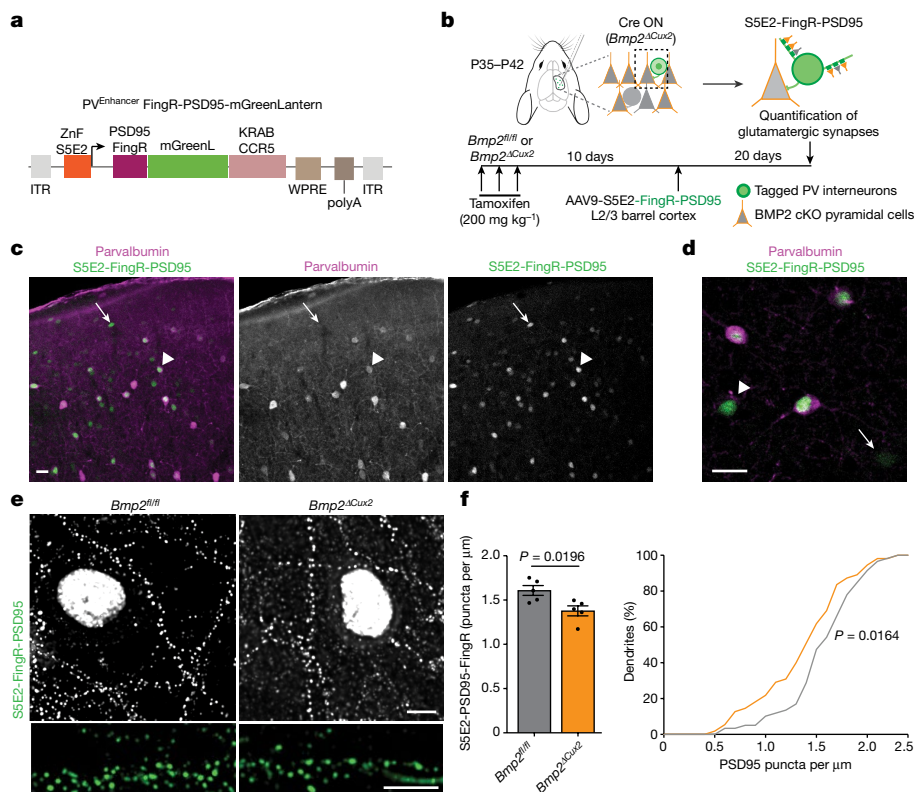 a
PV^Enhancer FingR-PSD95-mGreenLantern
ZnF
S5E2
PSD95
FingR
mGreenL
KRAB
CCR5
ITR
WPRE
polyA
ITR
b
P35–P42
Cre ON
(Bmp2^ΔCux2)
S5E2-FingR-PSD95
Quantification of
glutamatergic synapses
Bmp2^fl/fl or
Bmp2^ΔCux2
10 days
20 days
Tamoxifen
(200 mg kg^–1)
AAV9-S5E2-FingR-PSD95
L2/3 barrel cortex
Tagged PV interneurons
BMP2 cKO pyramidal cells
c
Parvalbumin
S5E2-FingR-PSD95
Parvalbumin
S5E2-FingR-PSD95
d
Parvalbumin
S5E2-FingR-PSD95
e
Bmp2^fl/fl
Bmp2^ΔCux2
S5E2-FingR-PSD95
f
S5E2-PSD95-FingR (puncta per μm)
2.0
1.5
1.0
0.5
0
P = 0.0196
Bmp2^fl/fl
Bmp2^ΔCux2
Dendrites (%)
100
80
60
40
20
0
P = 0.0164
0
0.5
1.0
1.5
2.0
2.5
PSD95 puncta per μm